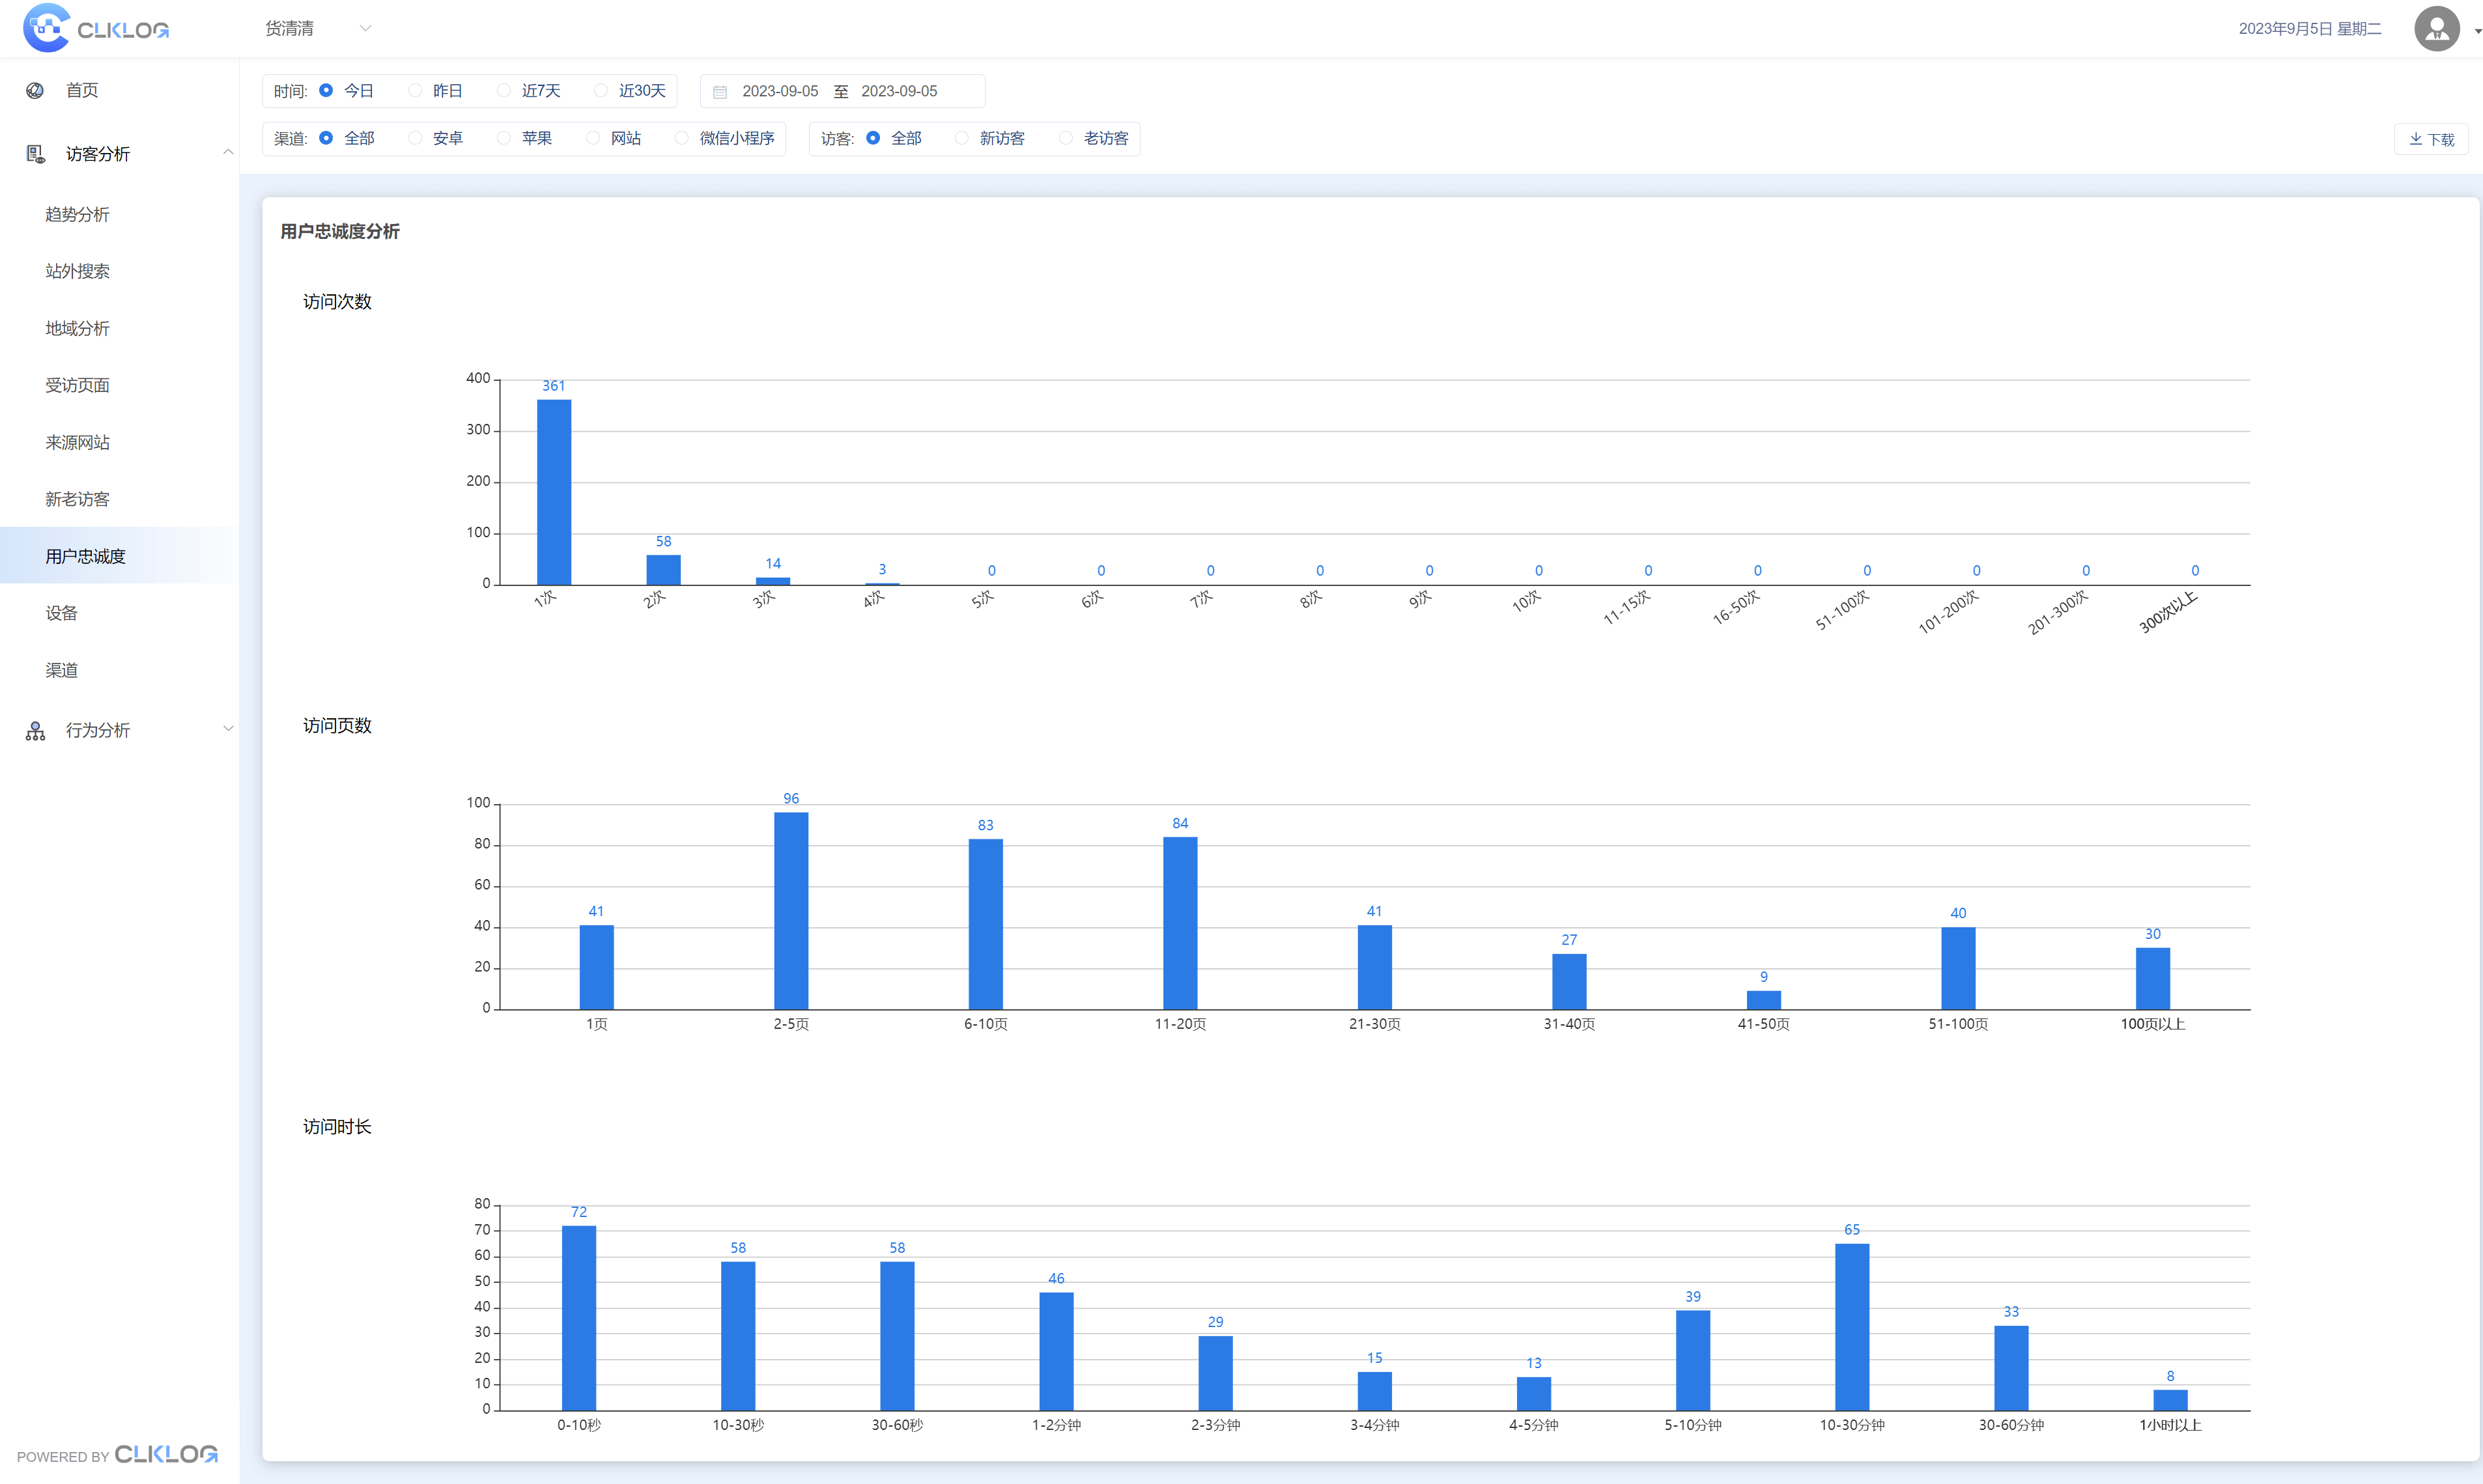 CLKLOG
货清清
2023年9月5日 星期二
首页
访客分析
趋势分析
站外搜索
地域分析
受访页面
来源网站
新老访客
用户忠诚度
设备
渠道
行为分析
POWERED BY CLKLOG
时间: 今日 昨日 近7天 近30天
2023-09-05 至 2023-09-05
渠道: 全部 安卓 苹果 网站 微信小程序
访客: 全部 新访客 老访客
下载
用户忠诚度分析
访问次数
400
300
200
100
0
361 58 14 3 0 0 0 0 0 0 0 0 0 0 0 0
1次 2次 3次 4次 5次 6次 7次 8次 9次 10次 11-15次 16-50次 51-100次 101-200次 201-300次 300次以上
访问页数
100
80
60
40
20
0
41 96 83 84 41 27 9 40 30
1页 2-5页 6-10页 11-20页 21-30页 31-40页 41-50页 51-100页 100页以上
访问时长
80
70
60
50
40
30
20
10
0
72 58 58 46 29 15 13 39 65 33 8
0-10秒 10-30秒 30-60秒 1-2分钟 2-3分钟 3-4分钟 4-5分钟 5-10分钟 10-30分钟 30-60分钟 1小时以上